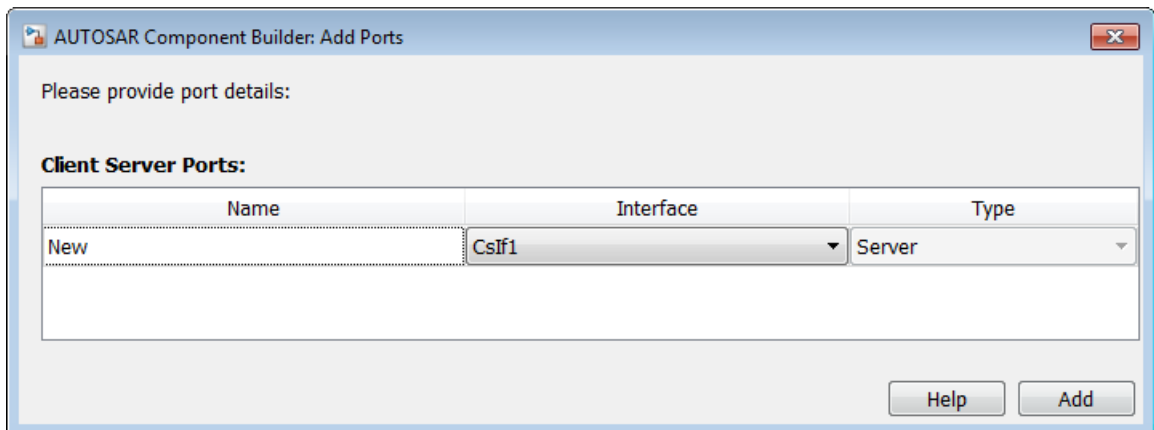 AUTOSAR Component Builder: Add Ports
Please provide port details:
Client Server Ports:
Name Interface Type
New CsIf1 Server
Help Add